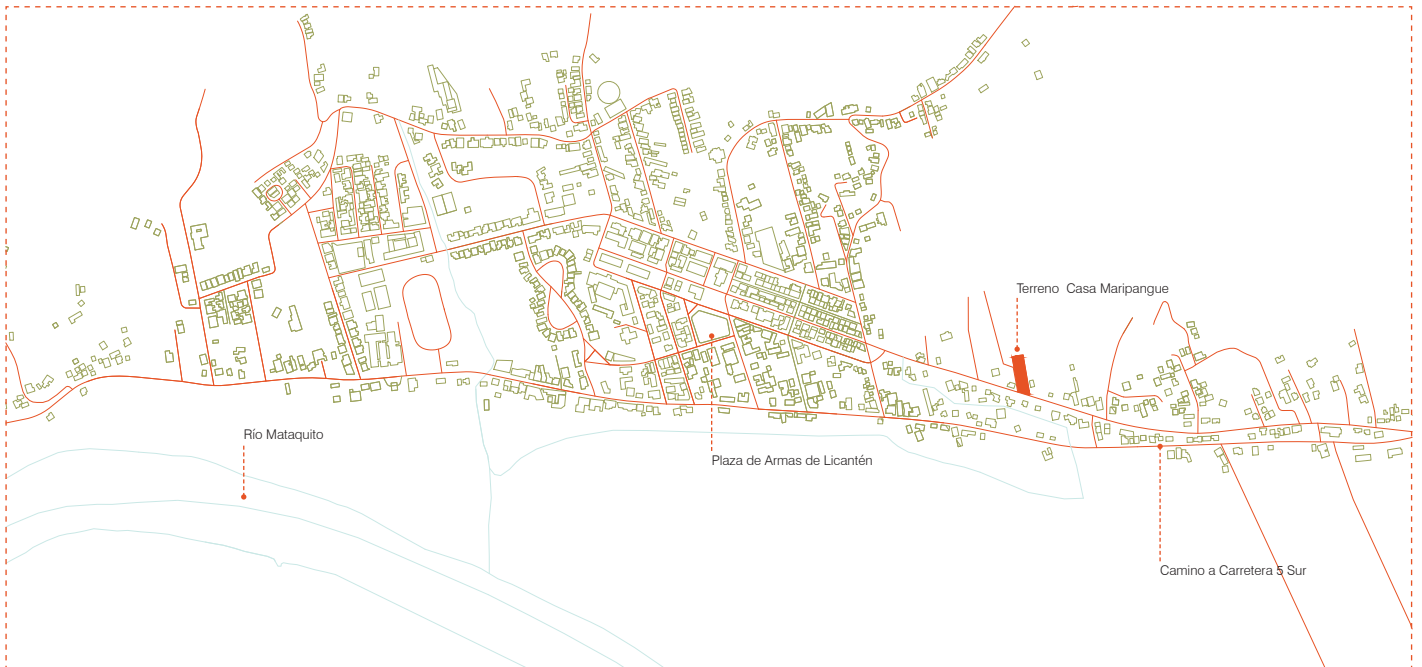 Terreno Casa Maripangue
Río Mataquito
Plaza de Armas de Licantén
Camino a Carretera 5 Sur